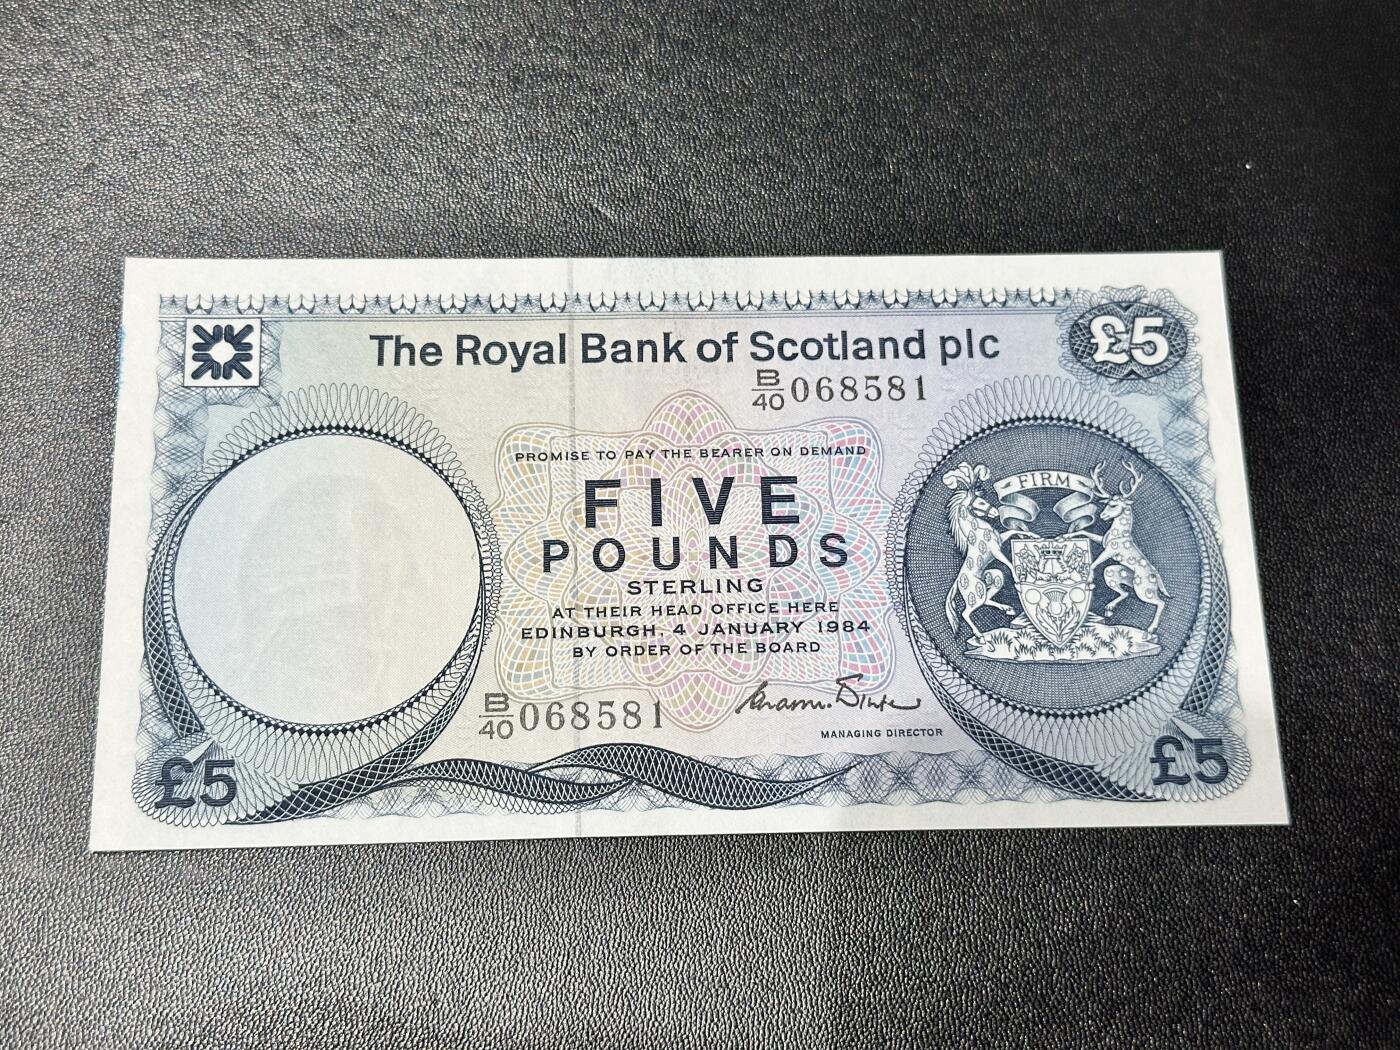 The Royal Bank of Scotland plc
£5
B/40 068581
PROMISE TO PAY THE BEARER ON DEMAND
FIVE
POUNDS
STERLING
AT THEIR HEAD OFFICE HERE
EDINBURGH, 4 JANUARY 1984
BY ORDER OF THE BOARD
FIRM
B/40 068581
MANAGING DIRECTOR
£5
£5